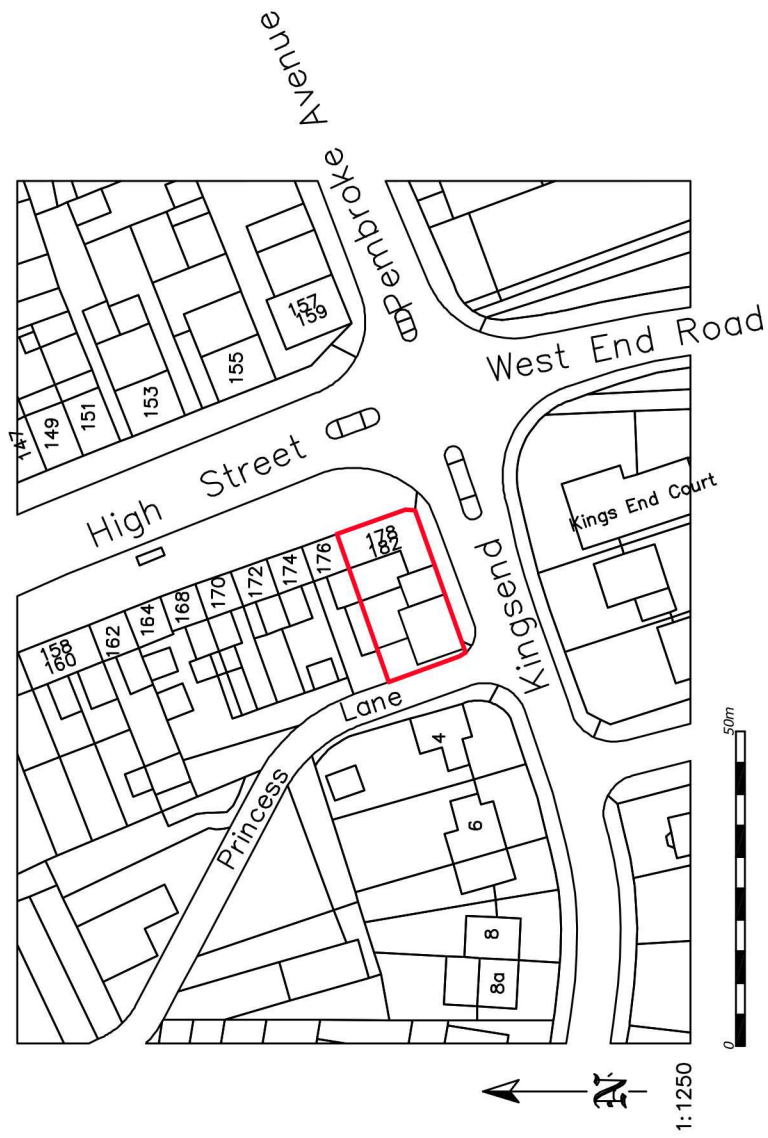 Pembroke Avenue
157
159
155
153
151
149
147
West End Road
High Street
Kings End Court
178
182
176
174
172
170
168
164
162
158
160
Kingsend
Lane
Princess
4
6
8
8a
50m
0
N
1:1250